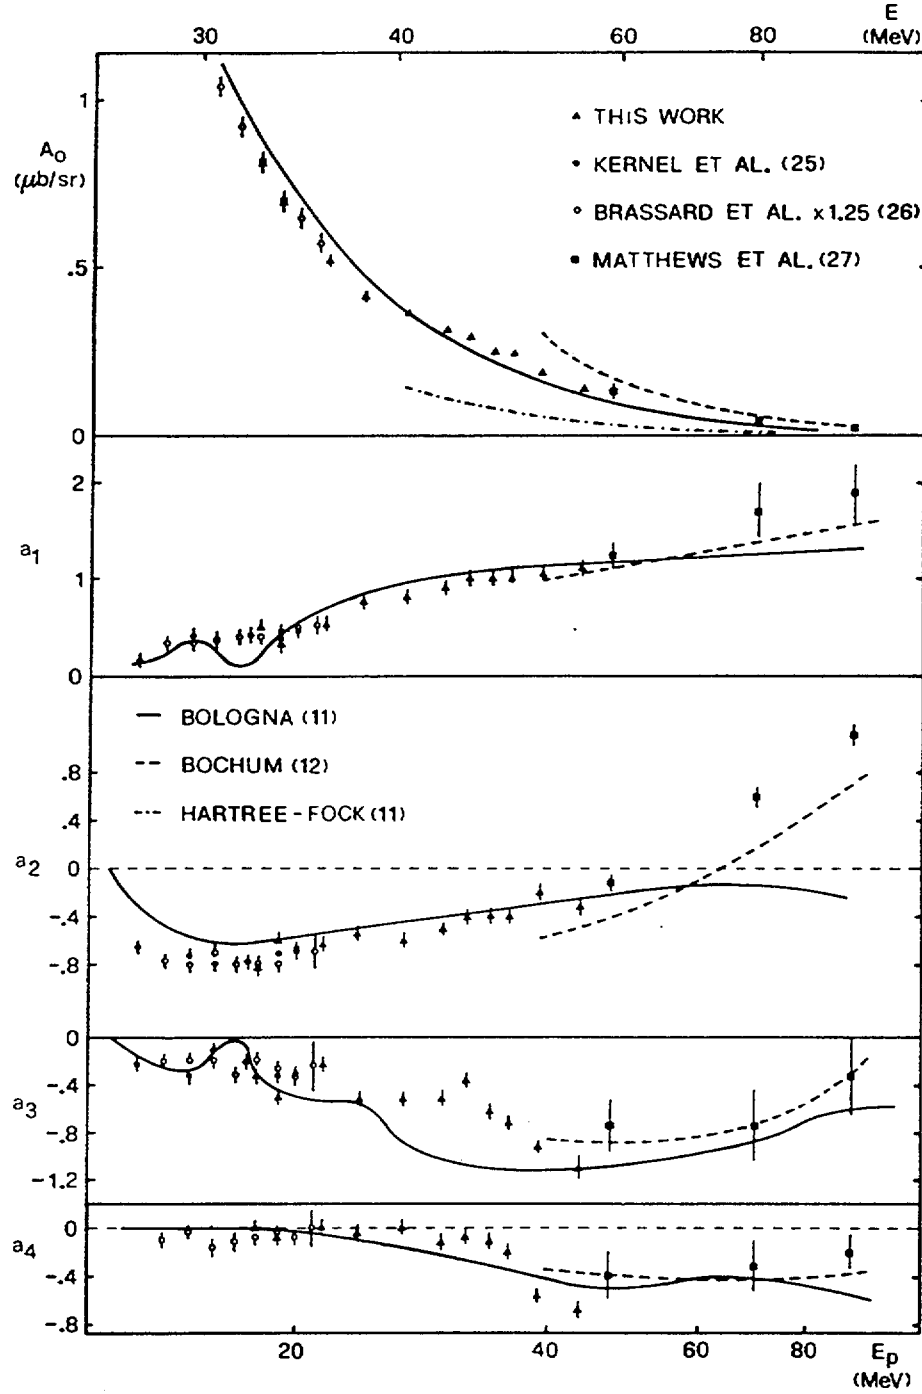 30 40 60 80 E (MeV)
1
A₀ (μb/sr)
.5
0
▲ THIS WORK
• KERNEL ET AL. (25)
○ BRASSARD ET AL. x1.25 (26)
■ MATTHEWS ET AL. (27)
2
a₁
1
0
— BOLOGNA (11)
--- BOCHUM (12)
-·-·- HARTREE-FOCK (11)
.8
.4
a₂ 0
-.4
-.8
0
-.4
a₃
-.8
-1.2
0
a₄
-.4
-.8
20 40 60 80 Eₚ
(MeV)